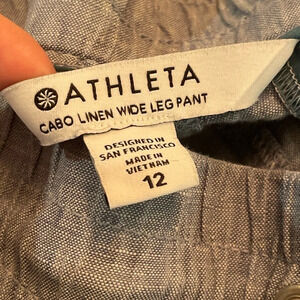 ATHLETA
CABO LINEN WIDE LEG PANT
DESIGNED IN
SAN FRANCISCO
MADE IN
VIETNAM
12